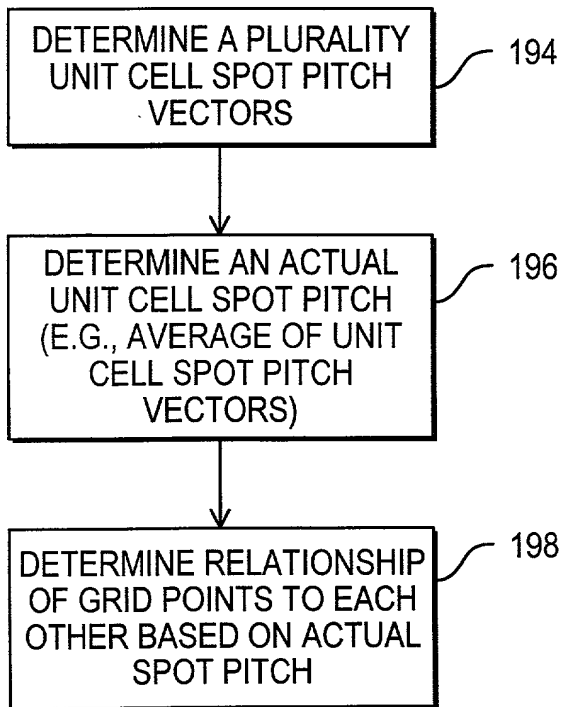 DETERMINE A PLURALITY
UNIT CELL SPOT PITCH
VECTORS
194
DETERMINE AN ACTUAL
UNIT CELL SPOT PITCH
(E.G., AVERAGE OF UNIT
CELL SPOT PITCH
VECTORS)
196
DETERMINE RELATIONSHIP
OF GRID POINTS TO EACH
OTHER BASED ON ACTUAL
SPOT PITCH
198